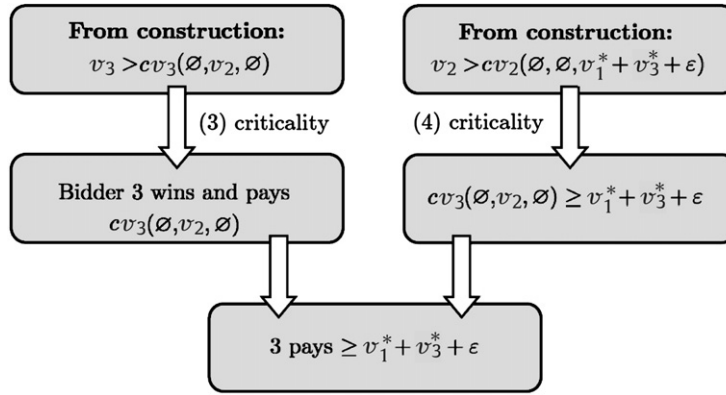 From construction:
v₃ >cv₃(∅,v₂,∅)
From construction:
v₂ >cv₂(∅,∅,v₁* + v₃* + ε)
(3) criticality
(4) criticality
Bidder 3 wins and pays
cv₃(∅,v₂,∅)
cv₃(∅,v₂,∅) ≥ v₁* + v₃* + ε
3 pays ≥ v₁* + v₃* + ε